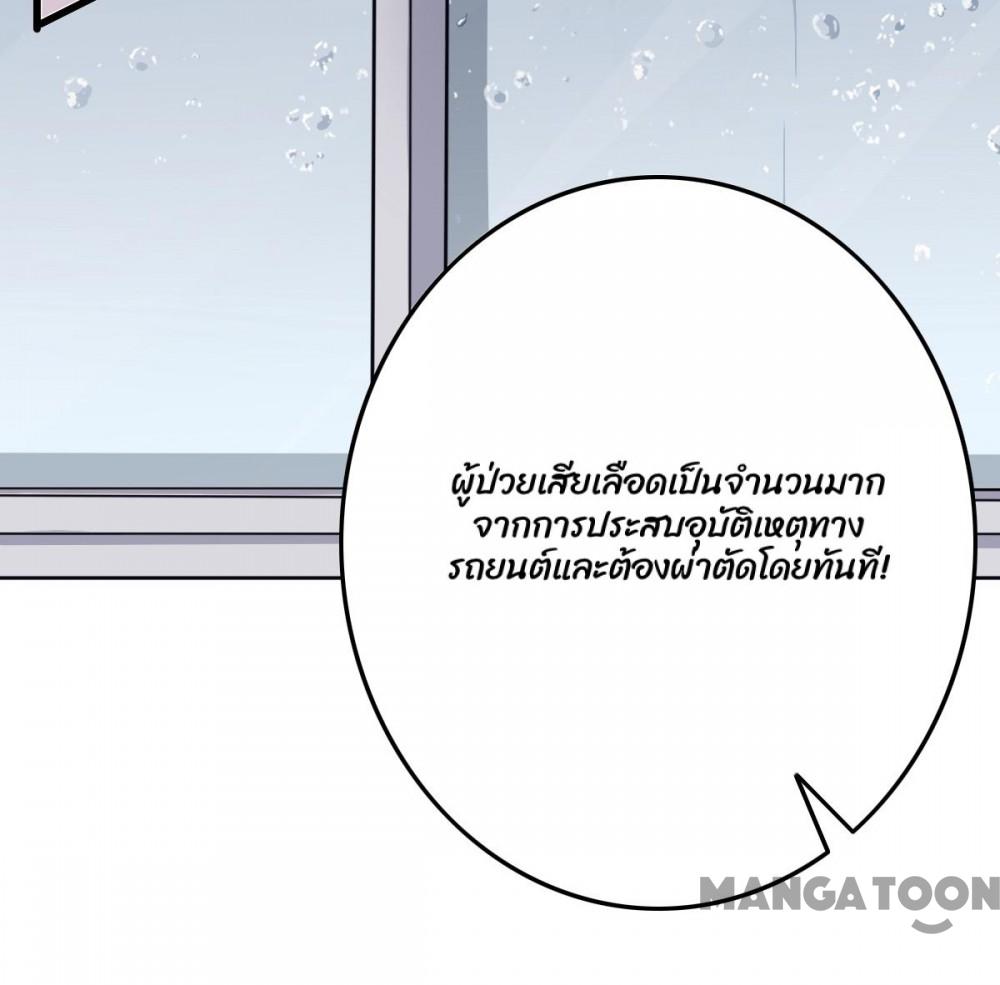 ผู้ป่วยเสียเลือดเป็นจำนวนมาก
จากการประสบอุบัติเหตุทาง
รถยนต์และต้องผ่าตัดโดยทันที!
MANGATOON